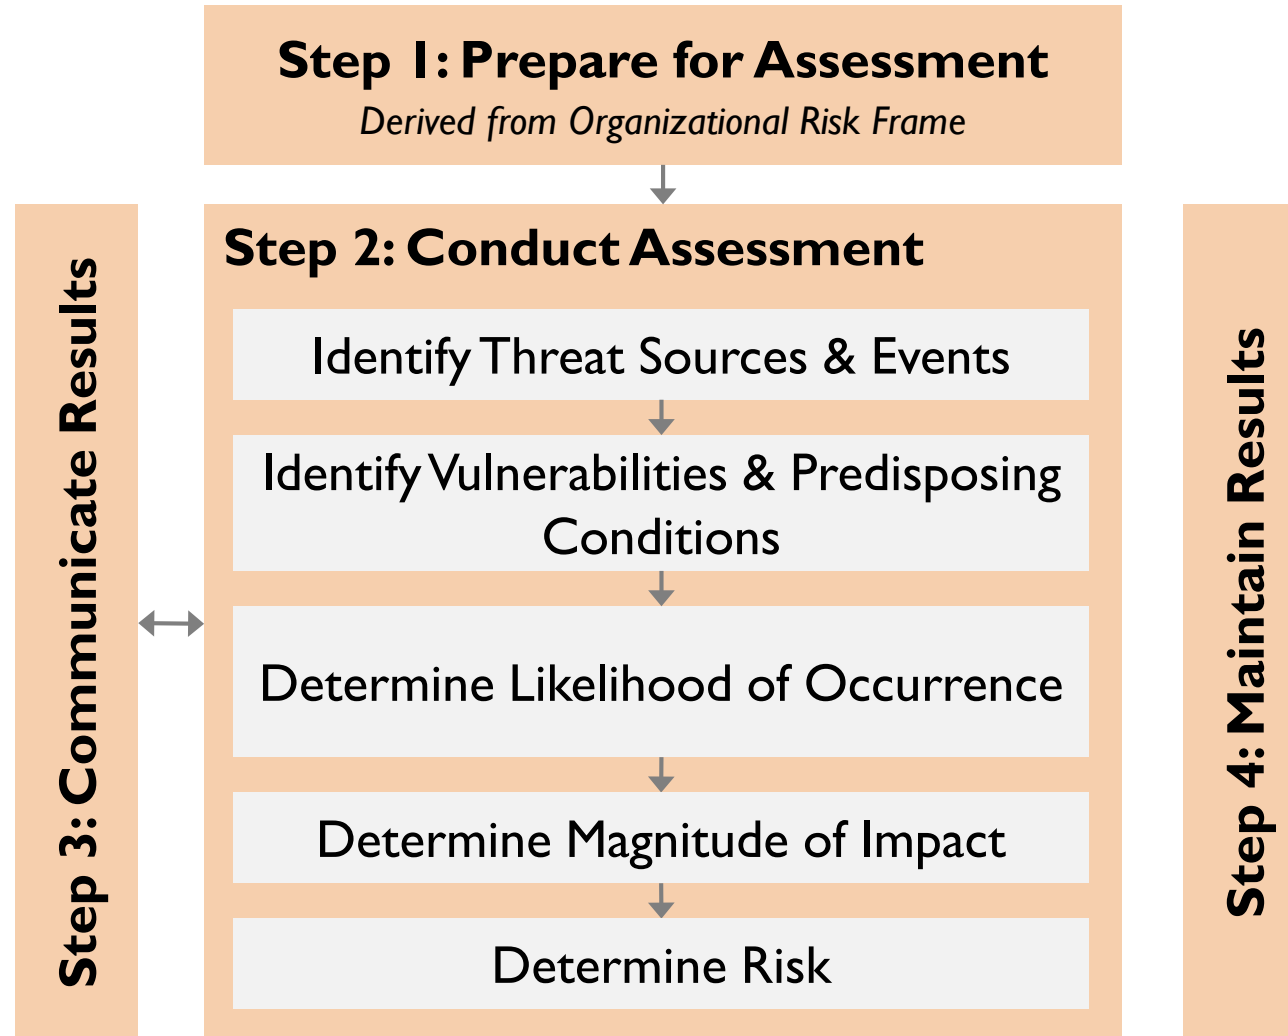 Step 1: Prepare for Assessment
Derived from Organizational Risk Frame
Step 3: Communicate Results
Step 2: Conduct Assessment
Identify Threat Sources & Events
Identify Vulnerabilities & Predisposing
Conditions
Determine Likelihood of Occurrence
Determine Magnitude of Impact
Determine Risk
Step 4: Maintain Results